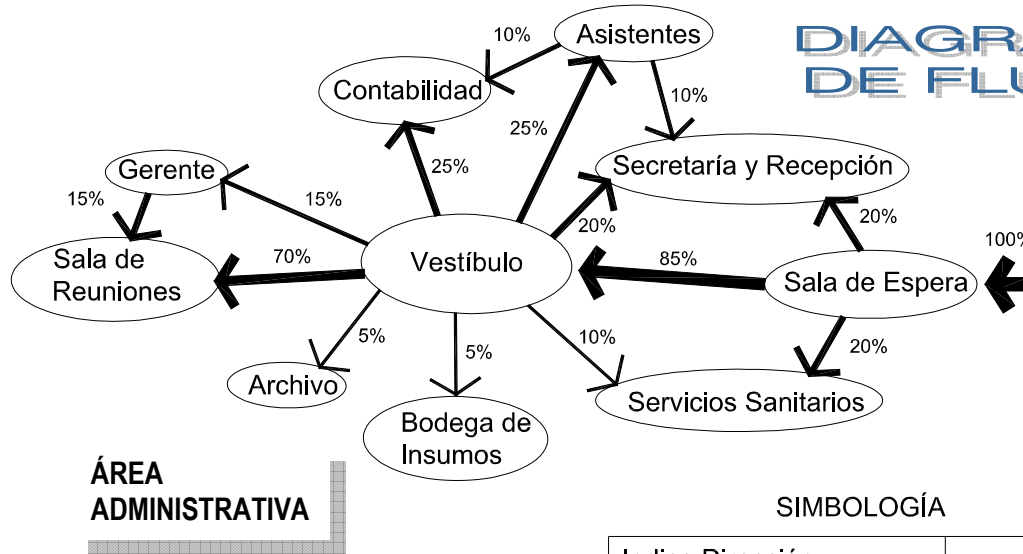 DIAGRA
DE FLU
Asistentes
10%
Contabilidad
10%
25%
25%
Secretaría y Recepción
Gerente
15%
15%
20%
20%
100%
Sala de
Reuniones
70%
Vestíbulo
85%
Sala de Espera
5%
5%
10%
20%
Archivo
Bodega de
Insumos
Servicios Sanitarios
ÁREA
ADMINISTRATIVA
SIMBOLOGÍA
Indica Dirección